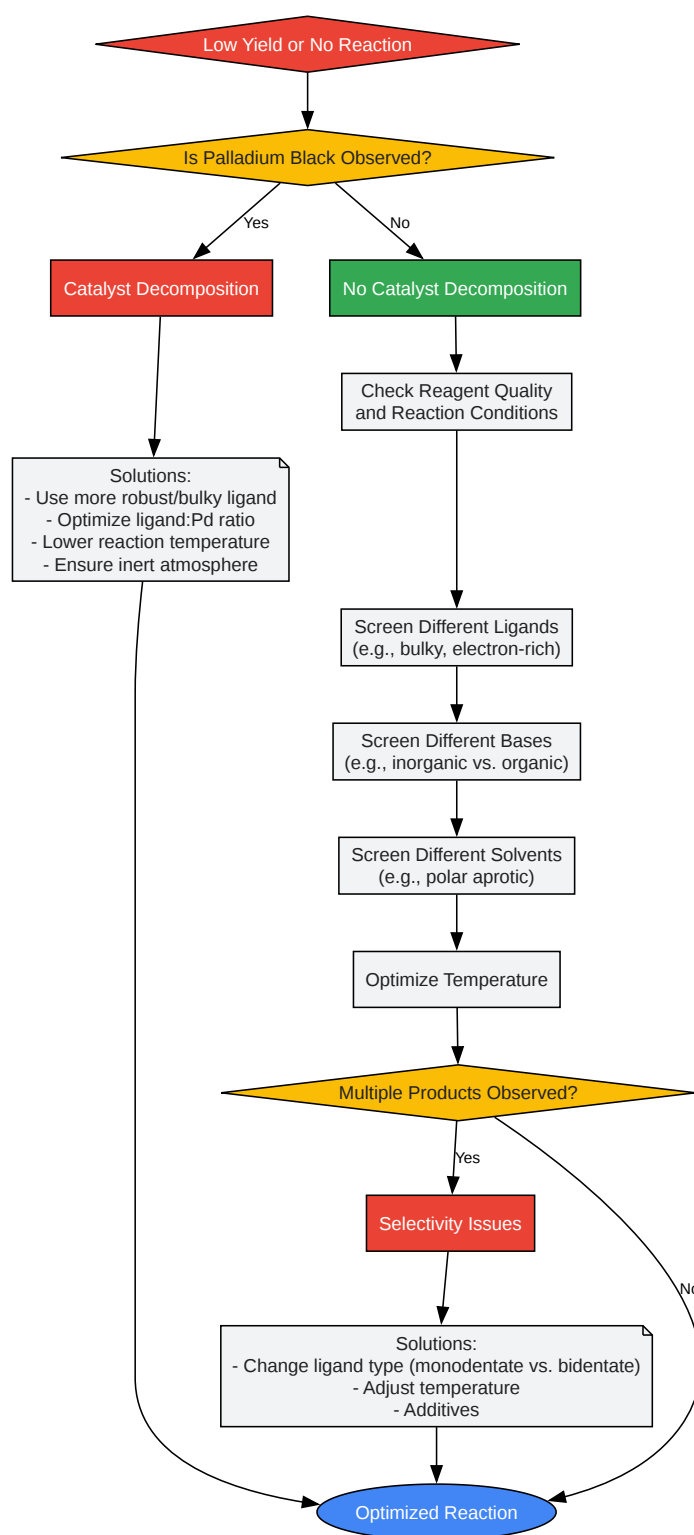 Low Yield or No Reaction
Is Palladium Black Observed?
Yes
No
Catalyst Decomposition
No Catalyst Decomposition
Check Reagent Quality
and Reaction Conditions
Solutions:
- Use more robust/bulky ligand
- Optimize ligand:Pd ratio
- Lower reaction temperature
- Ensure inert atmosphere
Screen Different Ligands
(e.g., bulky, electron-rich)
Screen Different Bases
(e.g., inorganic vs. organic)
Screen Different Solvents
(e.g., polar aprotic)
Optimize Temperature
Multiple Products Observed?
Yes
Selectivity Issues
No
Solutions:
- Change ligand type (monodentate vs. bidentate)
- Adjust temperature
- Additives
Optimized Reaction